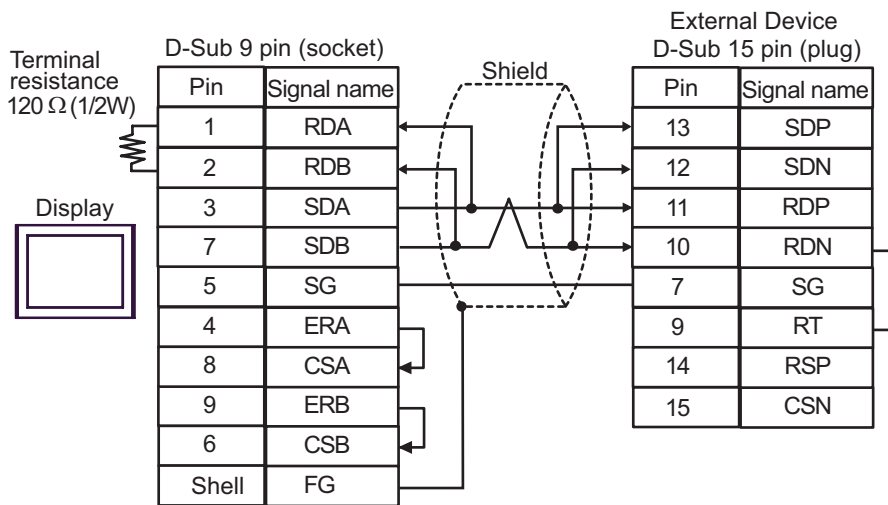 External Device
D-Sub 9 pin (socket)
D-Sub 15 pin (plug)
Terminal
resistance
120 Ω (1/2W)
Shield
Display
Pin Signal name
1 RDA
2 RDB
3 SDA
7 SDB
5 SG
4 ERA
8 CSA
9 ERB
6 CSB
Shell FG
Pin Signal name
13 SDP
12 SDN
11 RDP
10 RDN
7 SG
9 RT
14 RSP
15 CSN